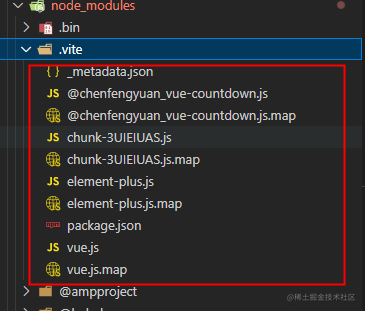 node_modules
.bin
.vite
{ } _metadata.json
JS @chenfengyuan_vue-countdown.js
@chenfengyuan_vue-countdown.js.map
JS chunk-3UIEIUAS.js
chunk-3UIEIUAS.js.map
JS element-plus.js
element-plus.js.map
package.json
JS vue.js
vue.js.map
@ampproject
@稀土掘金技术社区